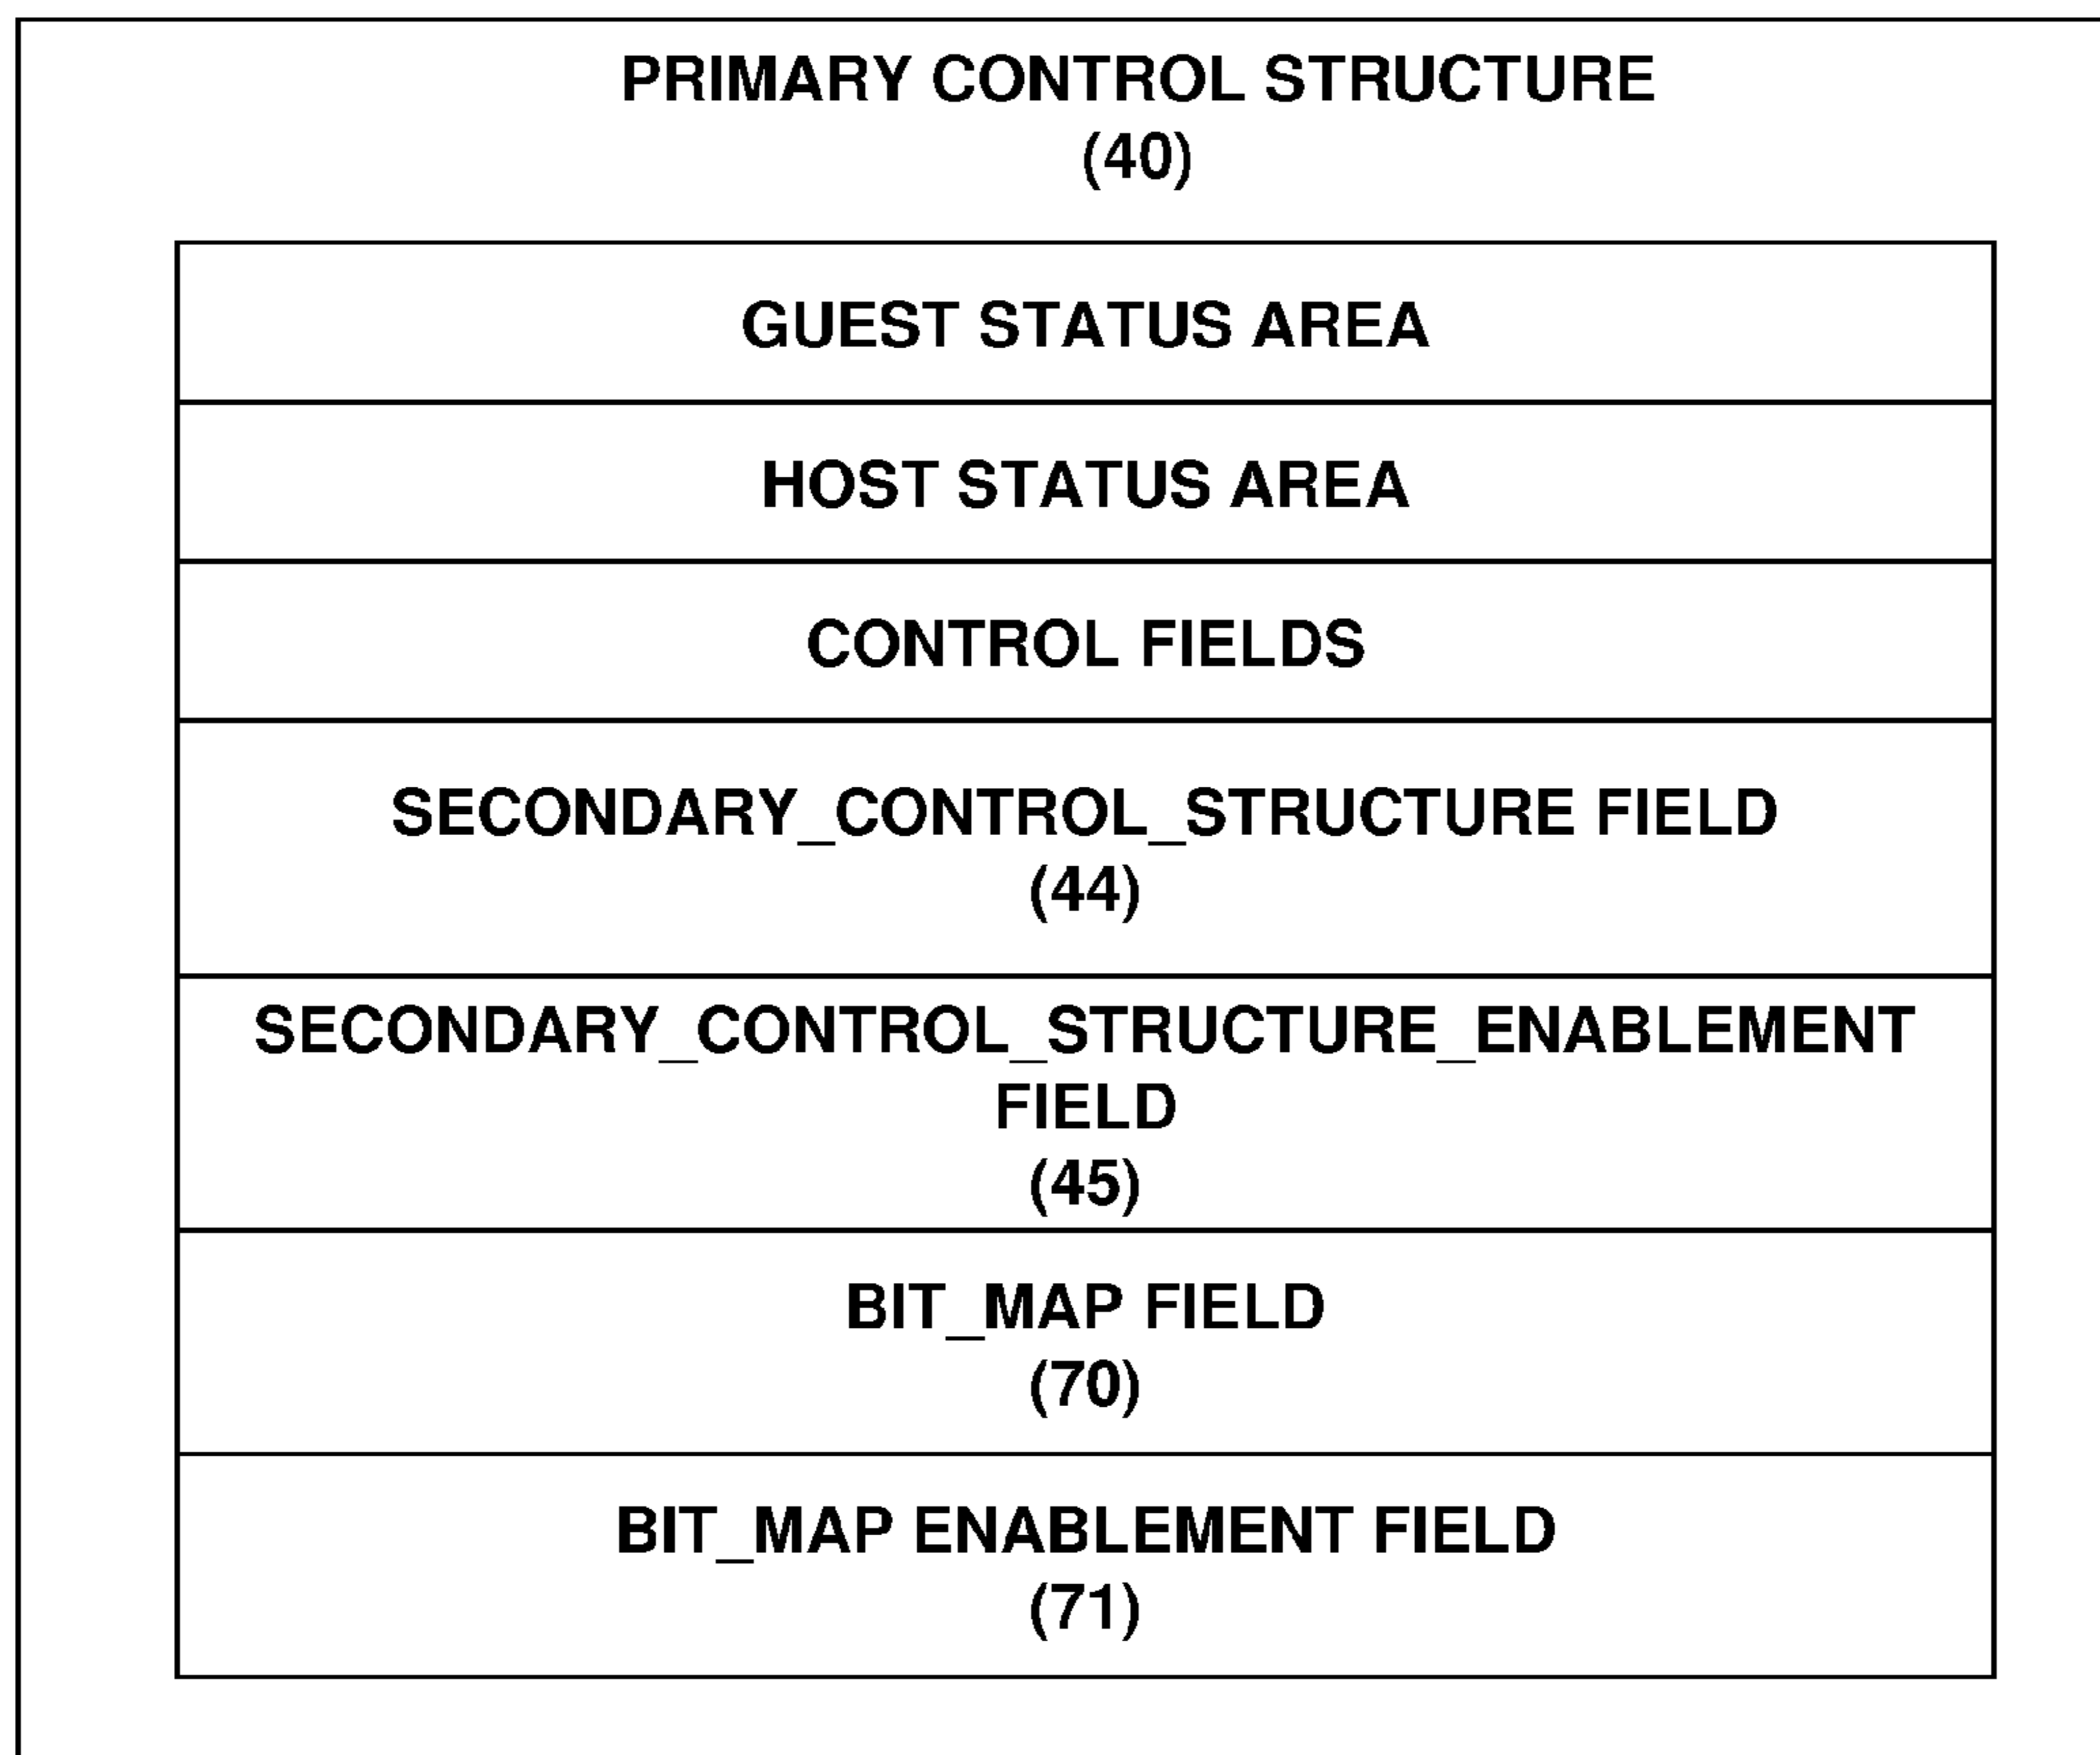 PRIMARY CONTROL STRUCTURE
(40)
GUEST STATUS AREA
HOST STATUS AREA
CONTROL FIELDS
SECONDARY_CONTROL_STRUCTURE FIELD
(44)
SECONDARY_CONTROL_STRUCTURE_ENABLEMENT
FIELD
(45)
BIT_MAP FIELD
(70)
BIT_MAP ENABLEMENT FIELD
(71)